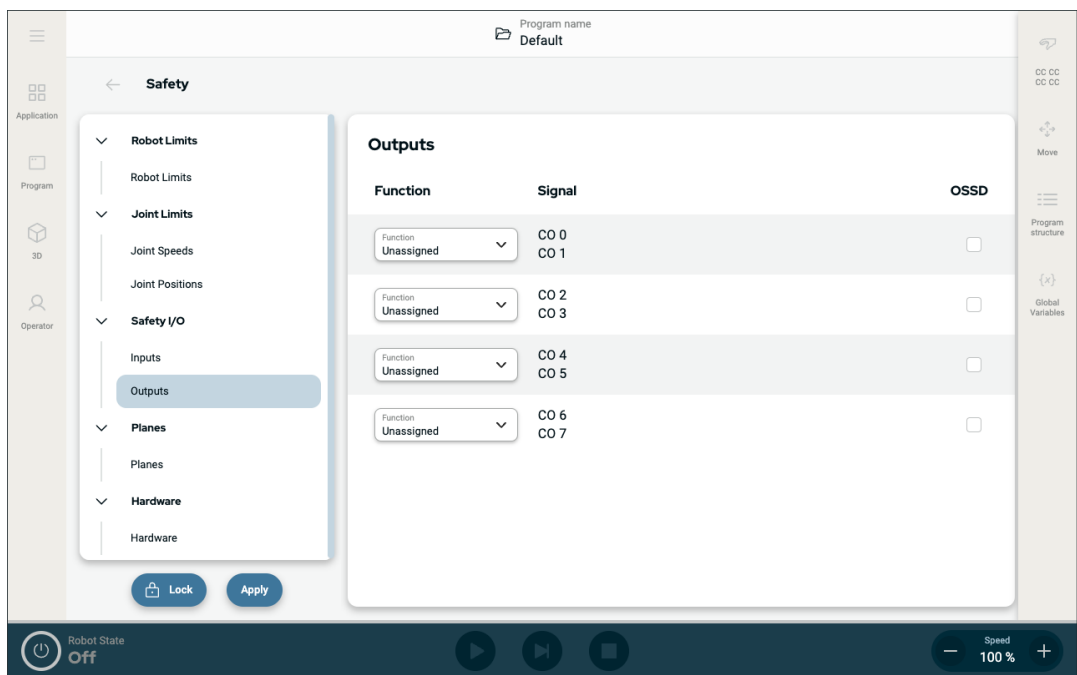 Program name
Default
Application
Program
3D
Operator
Safety
Robot Limits
Robot Limits
Joint Limits
Joint Speeds
Joint Positions
Safety I/O
Inputs
Outputs
Planes
Planes
Hardware
Hardware
Lock
Apply
Outputs
Function Signal OSSD
Function
Unassigned
CO 0
CO 1
Function
Unassigned
CO 2
CO 3
Function
Unassigned
CO 4
CO 5
Function
Unassigned
CO 6
CO 7
CC CC
CC CC
Move
Program
structure
{x}
Global
Variables
Robot State
Off
Speed
100 %